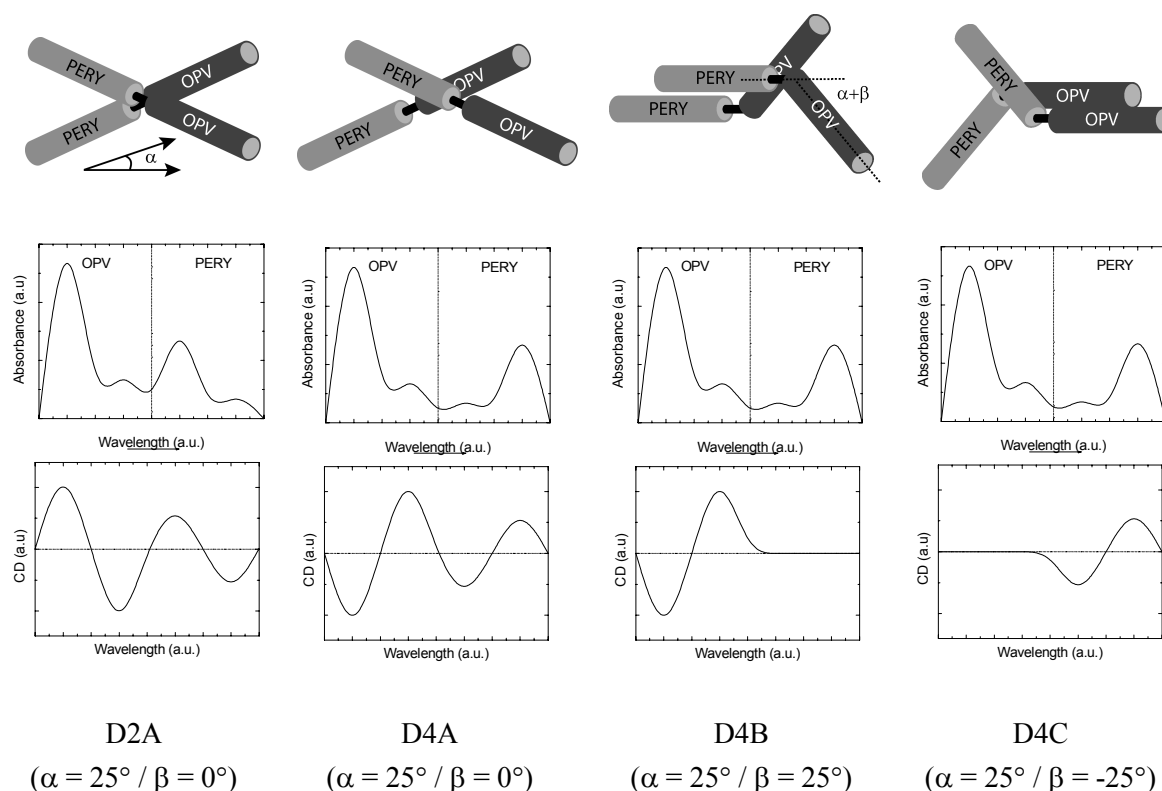 PERY OPV
PERY OPV
α
PERY OPV
PERY OPV
PERY OPV
α+β
OPV
PERY OPV
PERY OPV
OPV PERY
Absorbance (a.u)
Wavelength (a.u.)
OPV PERY
Absorbance (a.u)
Wavelength (a.u.)
OPV PERY
Absorbance (a.u)
Wavelength (a.u.)
OPV PERY
Absorbance (a.u)
Wavelength (a.u.)
CD (a.u)
Wavelength (a.u.)
CD (a.u)
Wavelength (a.u.)
CD (a.u)
Wavelength (a.u.)
CD (a.u)
Wavelength (a.u.)
D2A D4A D4B D4C
(α = 25° / β = 0°) (α = 25° / β = 0°) (α = 25° / β = 25°) (α = 25° / β = -25°)